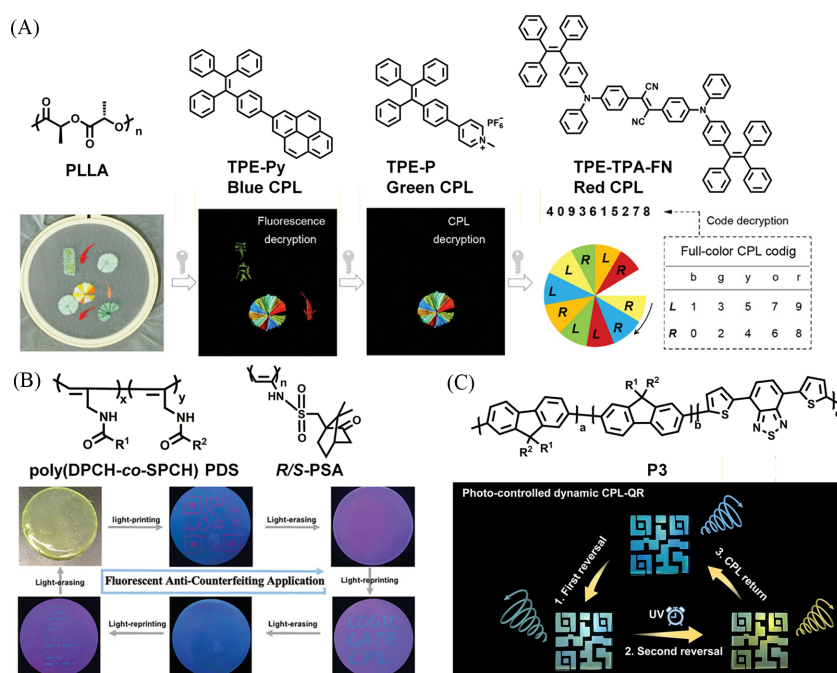 (A)
n
PLLA
TPE-Py
Blue CPL
PF6−
N
+
TPE-P
Green CPL
N
CN
NC
N
TPE-TPA-FN
Red CPL
Fluorescence
decryption
CPL
decryption
4 0 9 3 6 1 5 2 7 8
Code decryption
R L R L R L R L R L
Full-color CPL codig
b g y o r
L 1 3 5 7 9
R 0 2 4 6 8
(B)
x y
NH NH
O R1 O R2
poly(DPCH-co-SPCH) PDS
n
HN
O S O
O
R/S-PSA
light-printing
Light-erasing
Light-erasing
Fluorescent Anti-Counterfeiting Application
Light-reprinting
Light-reprinting
Light-erasing
LOGIC
GATE
CPL
(C)
R1 R2
R2 R1
a b
S S
N S N
P3
Photo-controlled dynamic CPL-QR
1. First reversal
3. CPL return
UV
2. Second reversal